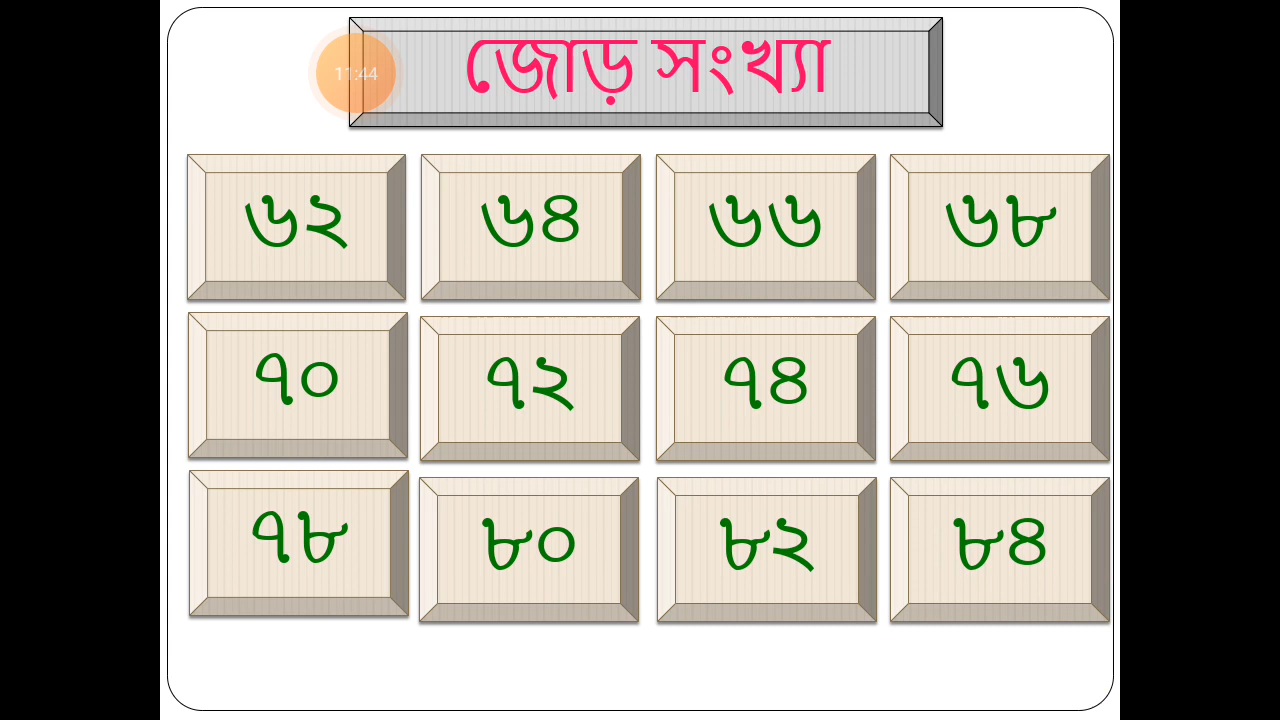 জোড় সংখ্যা
11:44
৬২ ৬৪ ৬৬ ৬৮
৭০ ৭২ ৭৪ ৭৬
৭৮ ৮০ ৮২ ৮৪